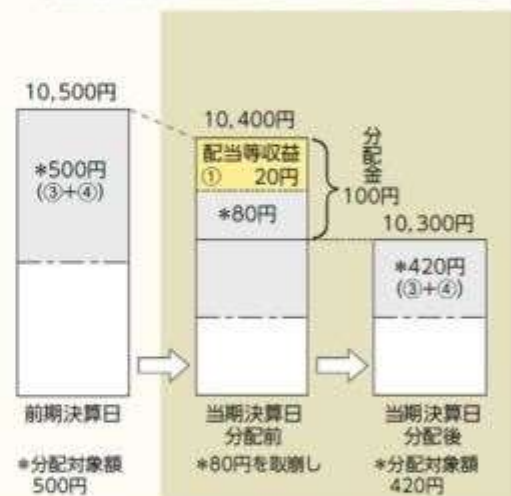 10,500円
*500円
(③+④)
前期決算日
*分配対象額
500円
10,400円
配当等収益
① 20円
*80円
分配金
100円
当期決算日
分配前
*80円を取崩し
10,300円
*420円
(③+④)
当期決算日
分配後
*分配対象額
420円